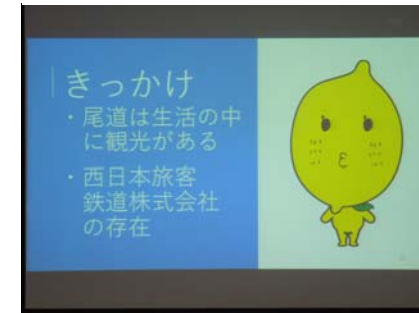 きっかけ
・尾道は生活の中
に観光がある
・西日本旅客
鉄道株式会社
の存在